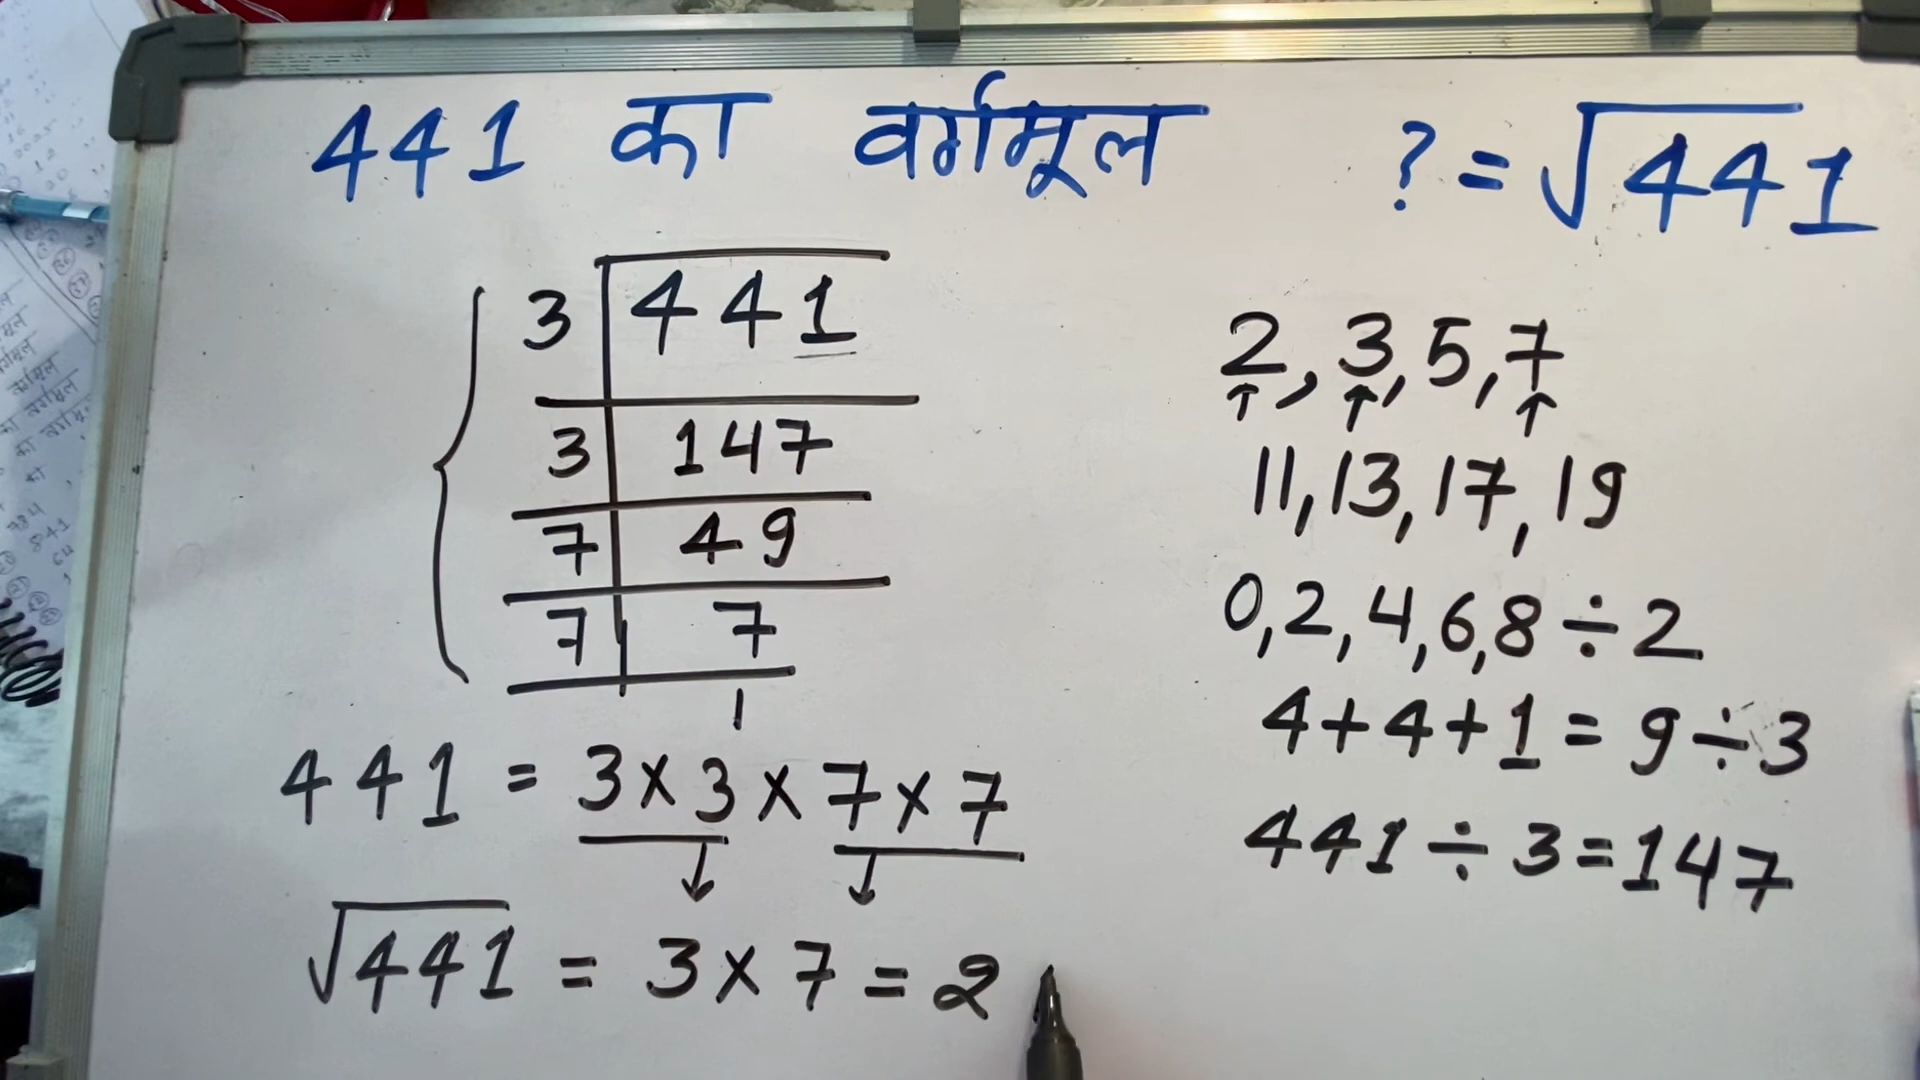 441 का वर्गमूल ? = √441
3 | 441
3 | 147
7 | 49
7 | 7
1
441 = 3 × 3 × 7 × 7
√441 = 3 × 7 = 2
2, 3, 5, 7
11, 13, 17, 19
0, 2, 4, 6, 8 ÷ 2
4 + 4 + 1 = 9 ÷ 3
441 ÷ 3 = 147